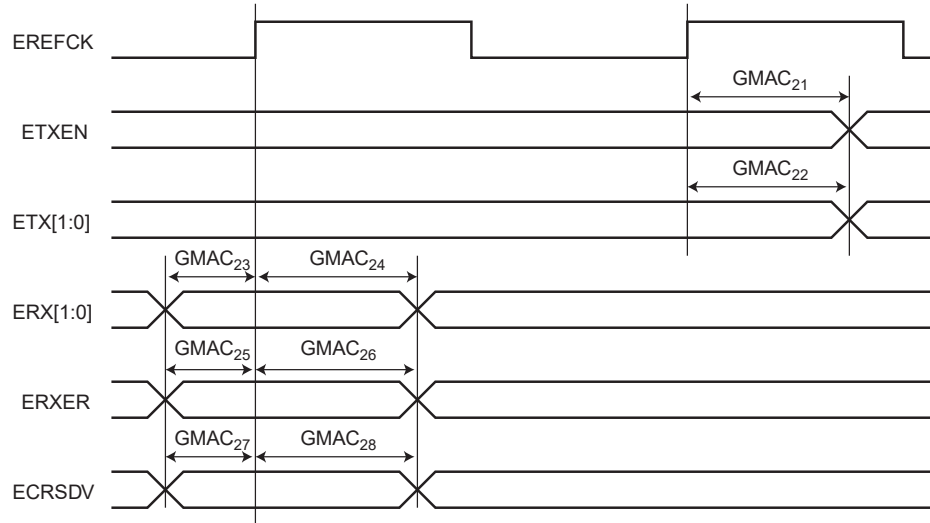 EREFCK
GMAC21
ETXEN
GMAC22
ETX[1:0]
GMAC23 GMAC24
ERX[1:0]
GMAC25 GMAC26
ERXER
GMAC27 GMAC28
ECRSDV